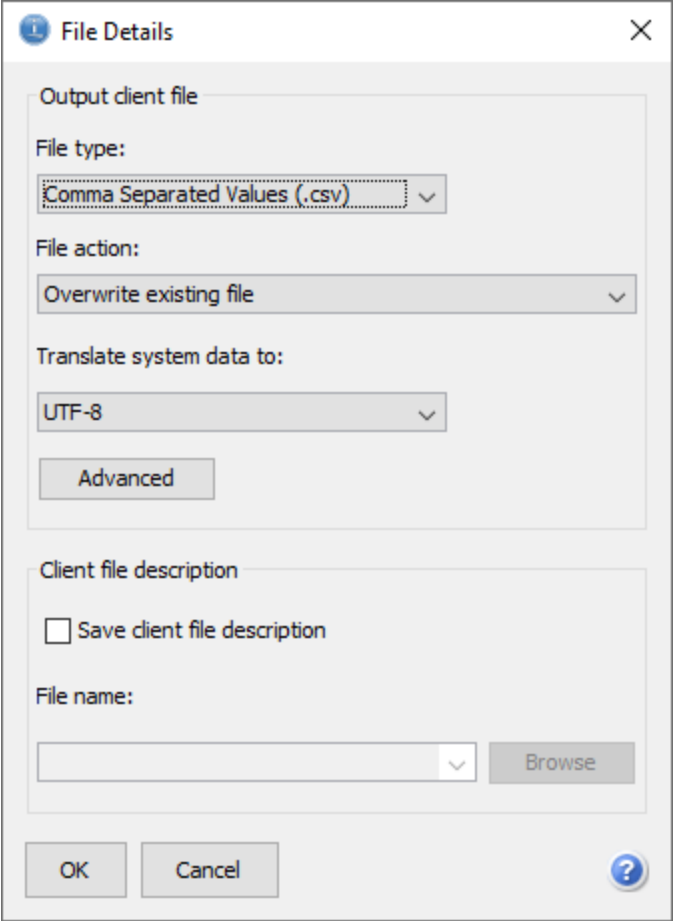 File Details
Output client file
File type:
Comma Separated Values (.csv)
File action:
Overwrite existing file
Translate system data to:
UTF-8
Advanced
Client file description
Save client file description
File name:
Browse
OK Cancel ?